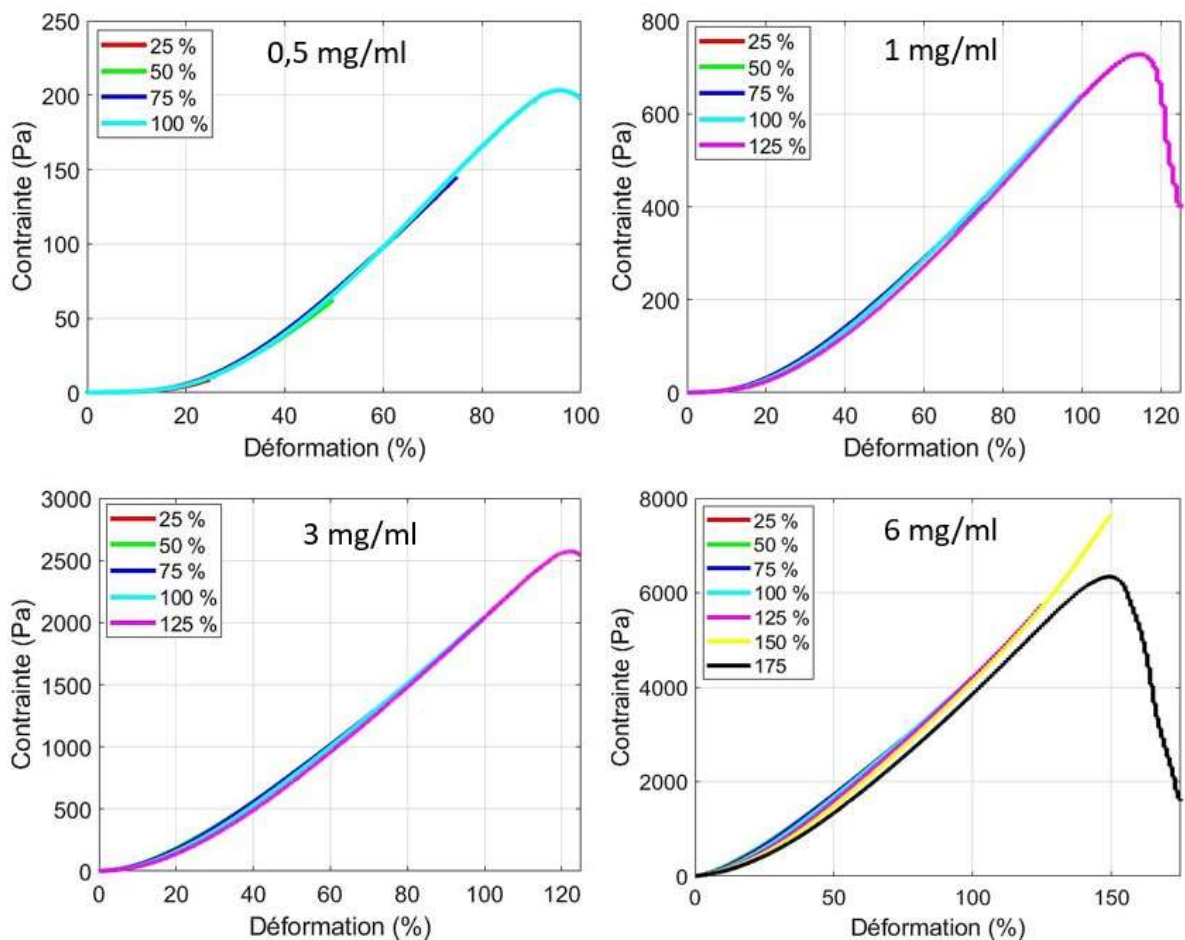 0,5 mg/ml
25 %
50 %
75 %
100 %
Contrainte (Pa)
250
200
150
100
50
0
0 20 40 60 80 100
Déformation (%)
1 mg/ml
25 %
50 %
75 %
100 %
125 %
Contrainte (Pa)
800
600
400
200
0
0 20 40 60 80 100 120
Déformation (%)
3 mg/ml
25 %
50 %
75 %
100 %
125 %
Contrainte (Pa)
3000
2500
2000
1500
1000
500
0
0 20 40 60 80 100 120
Déformation (%)
6 mg/ml
25 %
50 %
75 %
100 %
125 %
150 %
175
Contrainte (Pa)
8000
6000
4000
2000
0
0 50 100 150
Déformation (%)